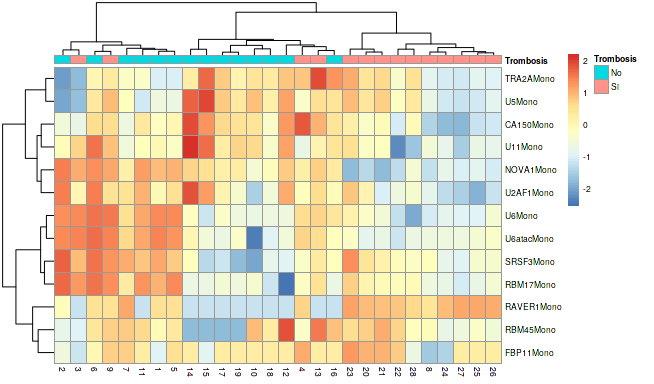 Trombosis
TRA2AMono
U5Mono
CA150Mono
U11Mono
NOVA1Mono
U2AF1Mono
U6Mono
U6atacMono
SRSF3Mono
RBM17Mono
RAVER1Mono
RBM45Mono
FBP11Mono
2 3 6 9 7 11 1 5 14 15 17 19 10 18 12 4 13 16 23 20 21 22 28 8 24 27 25 26
2
1
0
-1
-2
Trombosis
No
SI